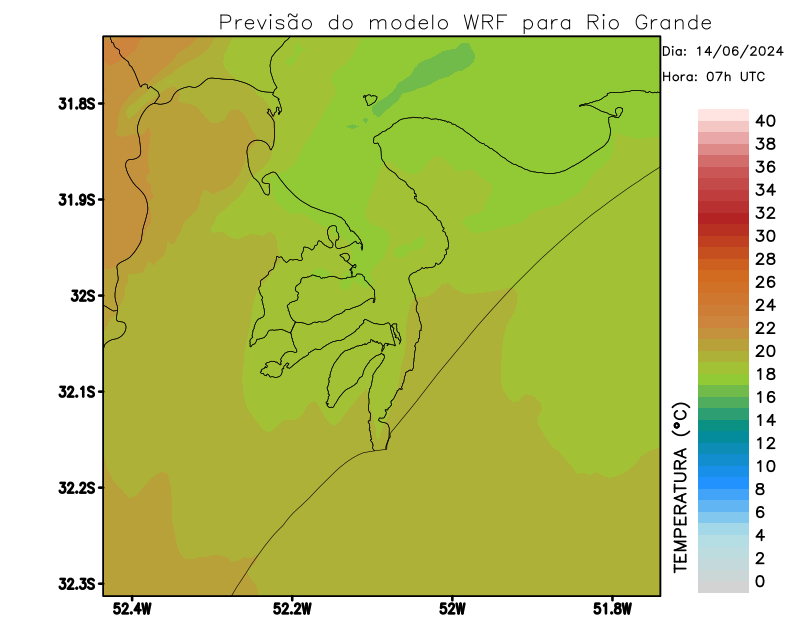 Previsão do modelo WRF para Rio Grande
Dia: 14/06/2024
Hora: 07h UTC
31.8S
31.9S
32S
32.1S
32.2S
32.3S
52.4W
52.2W
52W
51.8W
TEMPERATURA (°C)
40
38
36
34
32
30
28
26
24
22
20
18
16
14
12
10
8
6
4
2
0